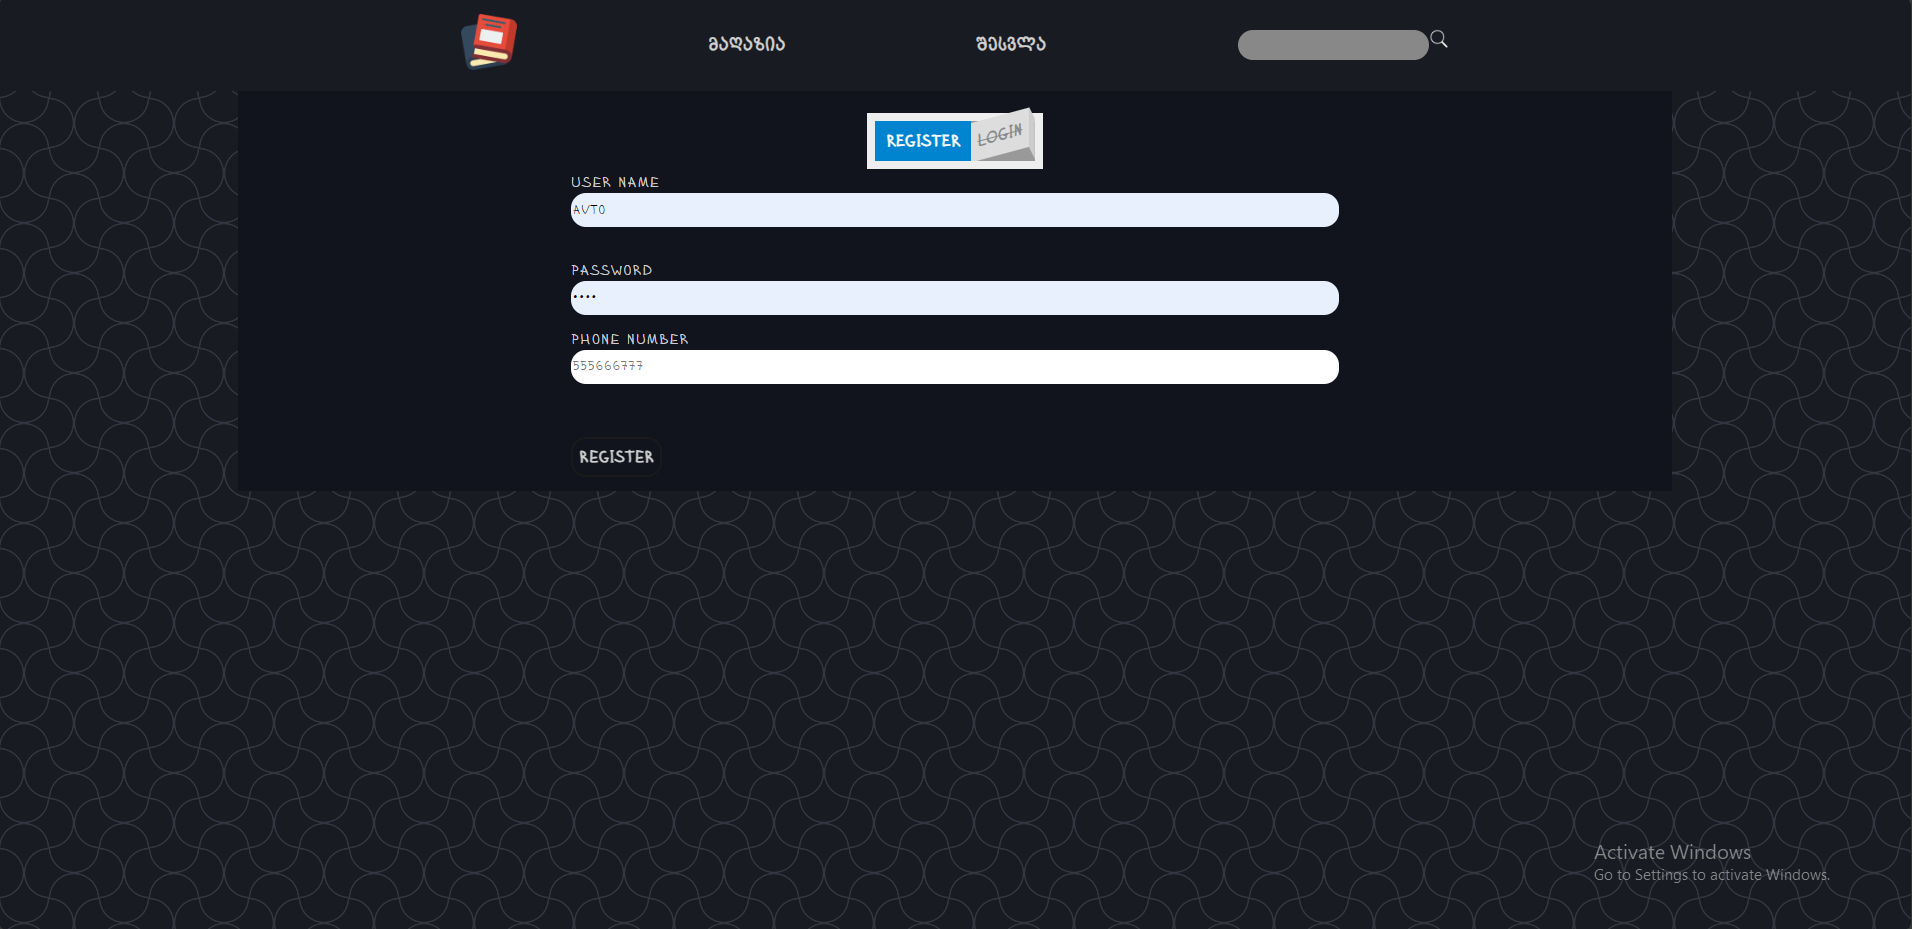 მაღაზია
შესვლა
REGISTER
LOGIN
USER NAME
AVTO
PASSWORD
••••
PHONE NUMBER
555666777
REGISTER
Activate Windows
Go to Settings to activate Windows.